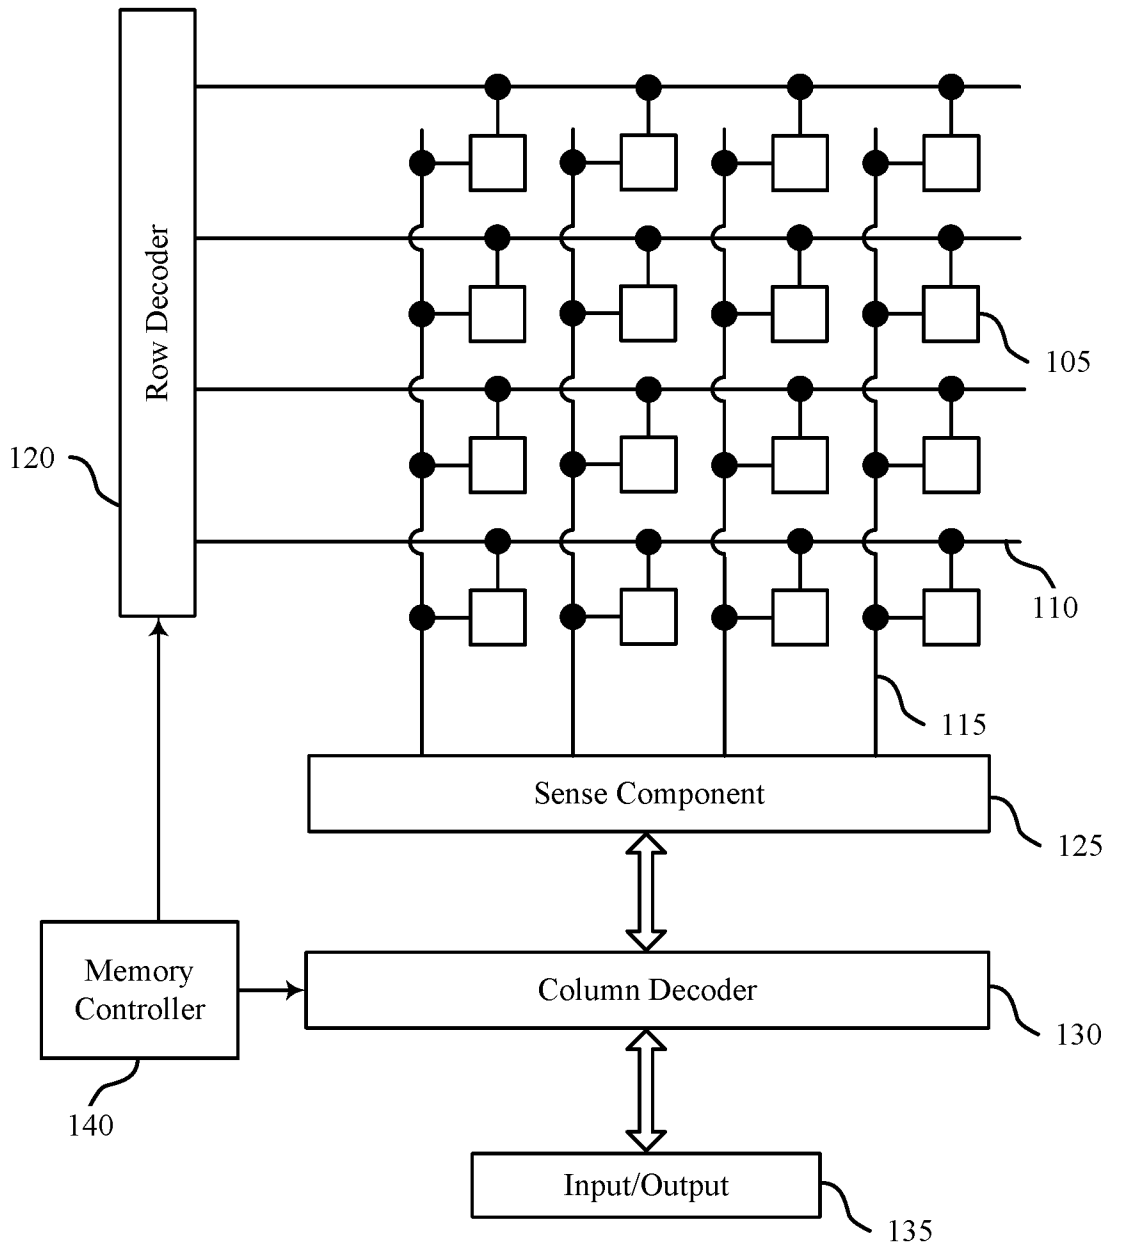 Row Decoder
105
120
110
115
Sense Component
125
Memory
Controller
Column Decoder
130
140
Input/Output
135